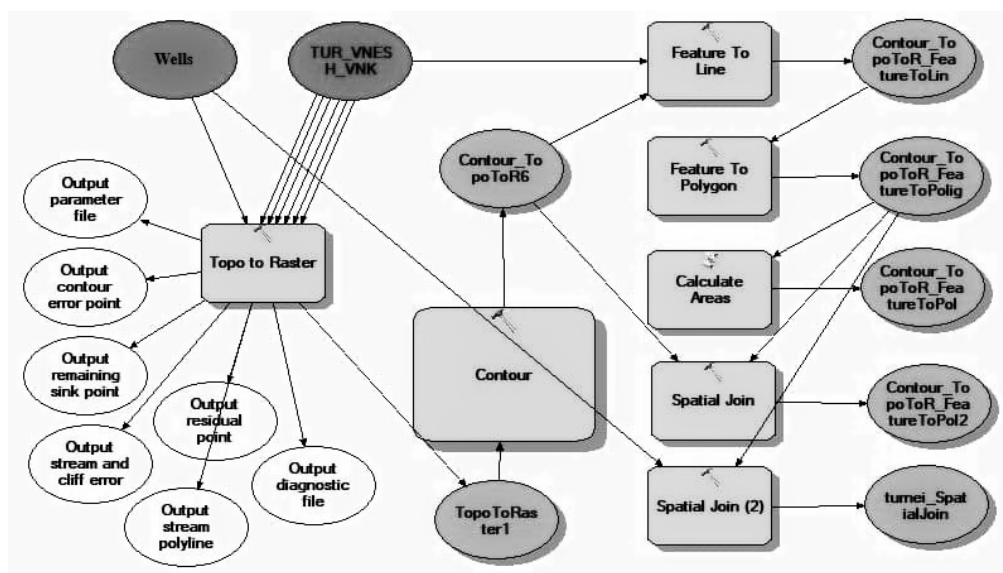 Wells
TUR_VNES
H_VNK
Feature To
Line
Contour_To
poToR_Fea
tureToLin
Contour_To
poToR6
Feature To
Polygon
Contour_To
poToR_Fea
tureToPolig
Output
parameter
file
Topo to Raster
Output
contour
error point
Calculate
Areas
Contour_To
poToR_Fea
tureToPol
Output
remaining
sink point
Contour
Output
residual
point
Spatial Join
Contour_To
poToR_Fea
tureToPol2
Output
stream and
cliff error
Output
diagnostic
file
Output
stream
polyline
TopoToRas
ter1
Spatial Join (2)
turnei_Spat
ialJoin